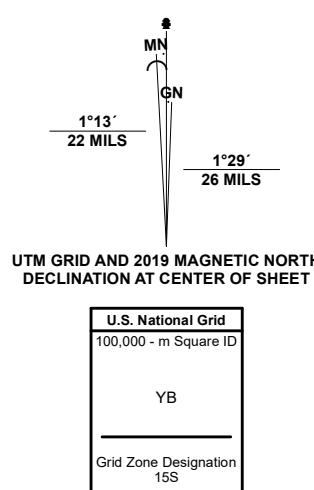 MN
GN
1°13´
22 MILS
1°29´
26 MILS
UTM GRID AND 2019 MAGNETIC NORTH
DECLINATION AT CENTER OF SHEET
U.S. National Grid
100,000 - m Square ID
YB
Grid Zone Designation
15S